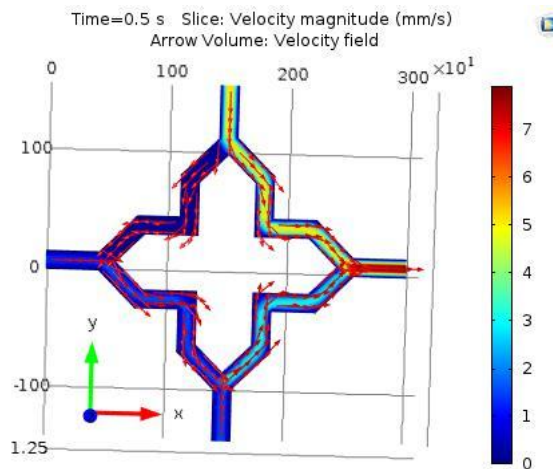 Time=0.5 s   Slice: Velocity magnitude (mm/s)
Arrow Volume: Velocity field
0 100 200 300 ×10¹
100
0
-100
1.25
y
x
7
6
5
4
3
2
1
0